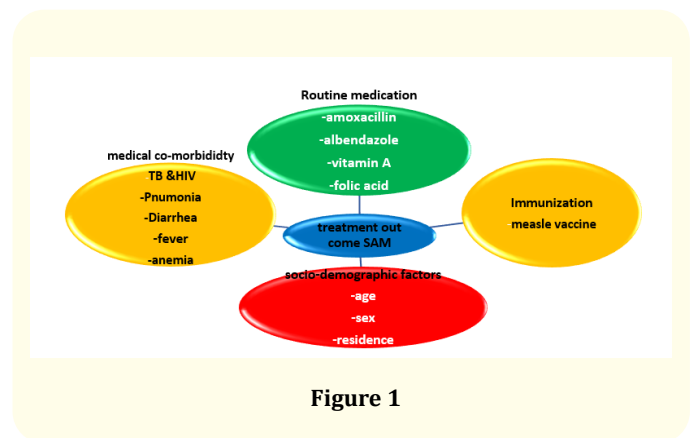 Routine medication
-amoxacillin
-albendazole
-vitamin A
-folic acid
medical co-morbididty
TB &HIV
-Pnumonia
-Diarrhea
-fever
-anemia
Immunization
-measle vaccine
treatment out
come SAM
socio-demographic factors
-age
-sex
-residence
Figure 1